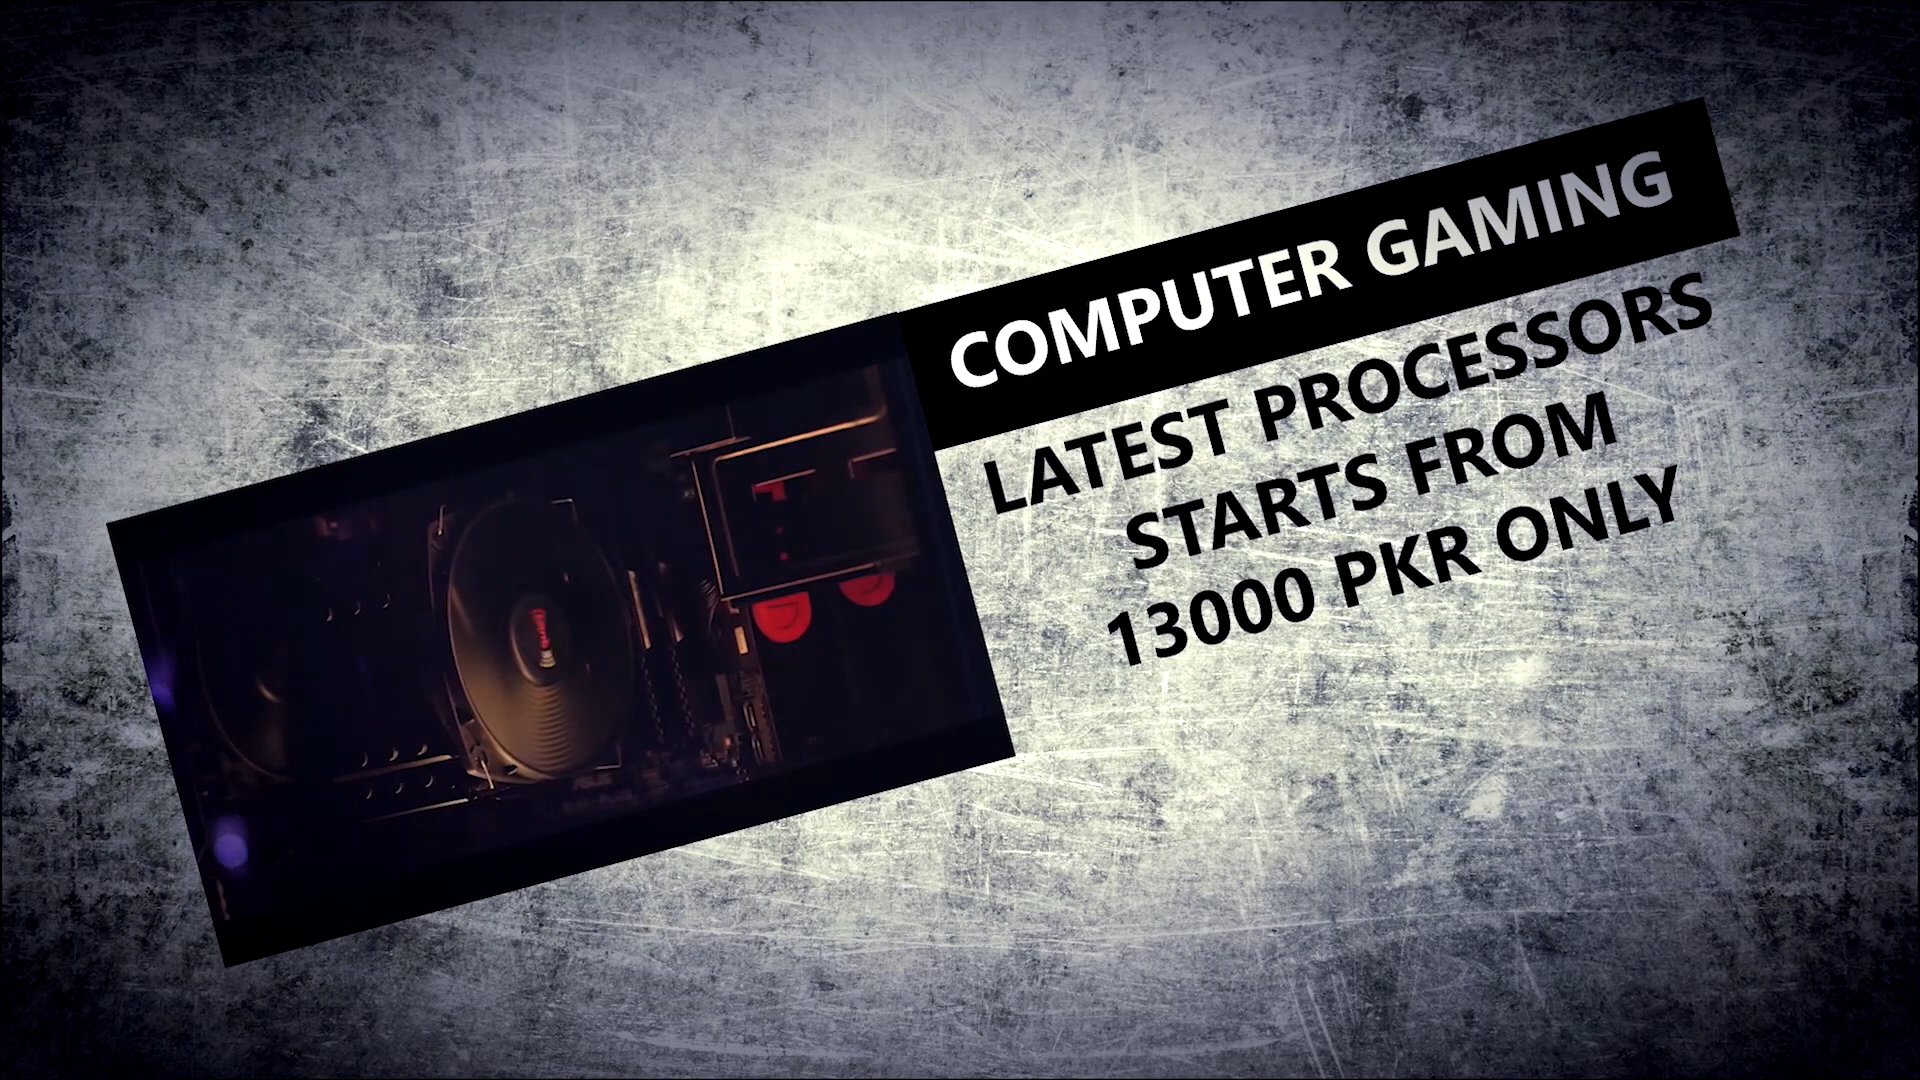 COMPUTER GAMING
LATEST PROCESSORS
STARTS FROM
13000 PKR ONLY